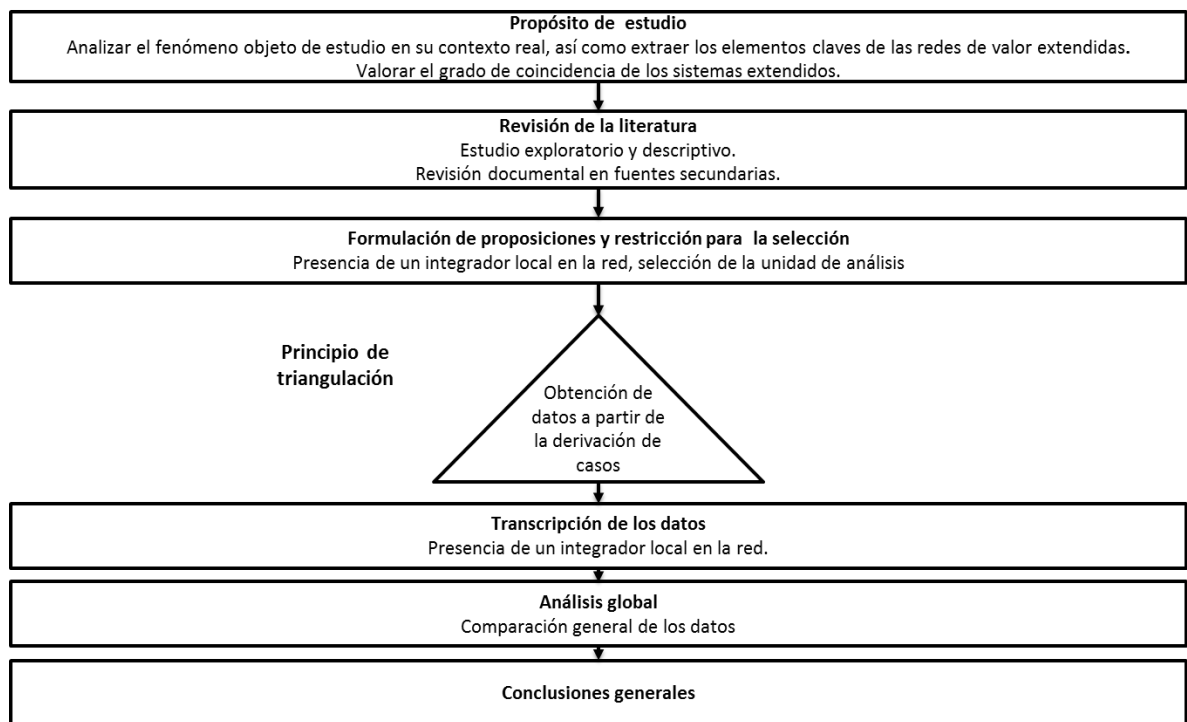 Propósito de estudio
Analizar el fenómeno objeto de estudio en su contexto real, así como extraer los elementos claves de las redes de valor extendidas.
Valorar el grado de coincidencia de los sistemas extendidos.
Revisión de la literatura
Estudio exploratorio y descriptivo.
Revisión documental en fuentes secundarias.
Formulación de proposiciones y restricción para la selección
Presencia de un integrador local en la red, selección de la unidad de análisis
Principio de
triangulación
Obtención de
datos a partir de
la derivación de
casos
Transcripción de los datos
Presencia de un integrador local en la red.
Análisis global
Comparación general de los datos
Conclusiones generales